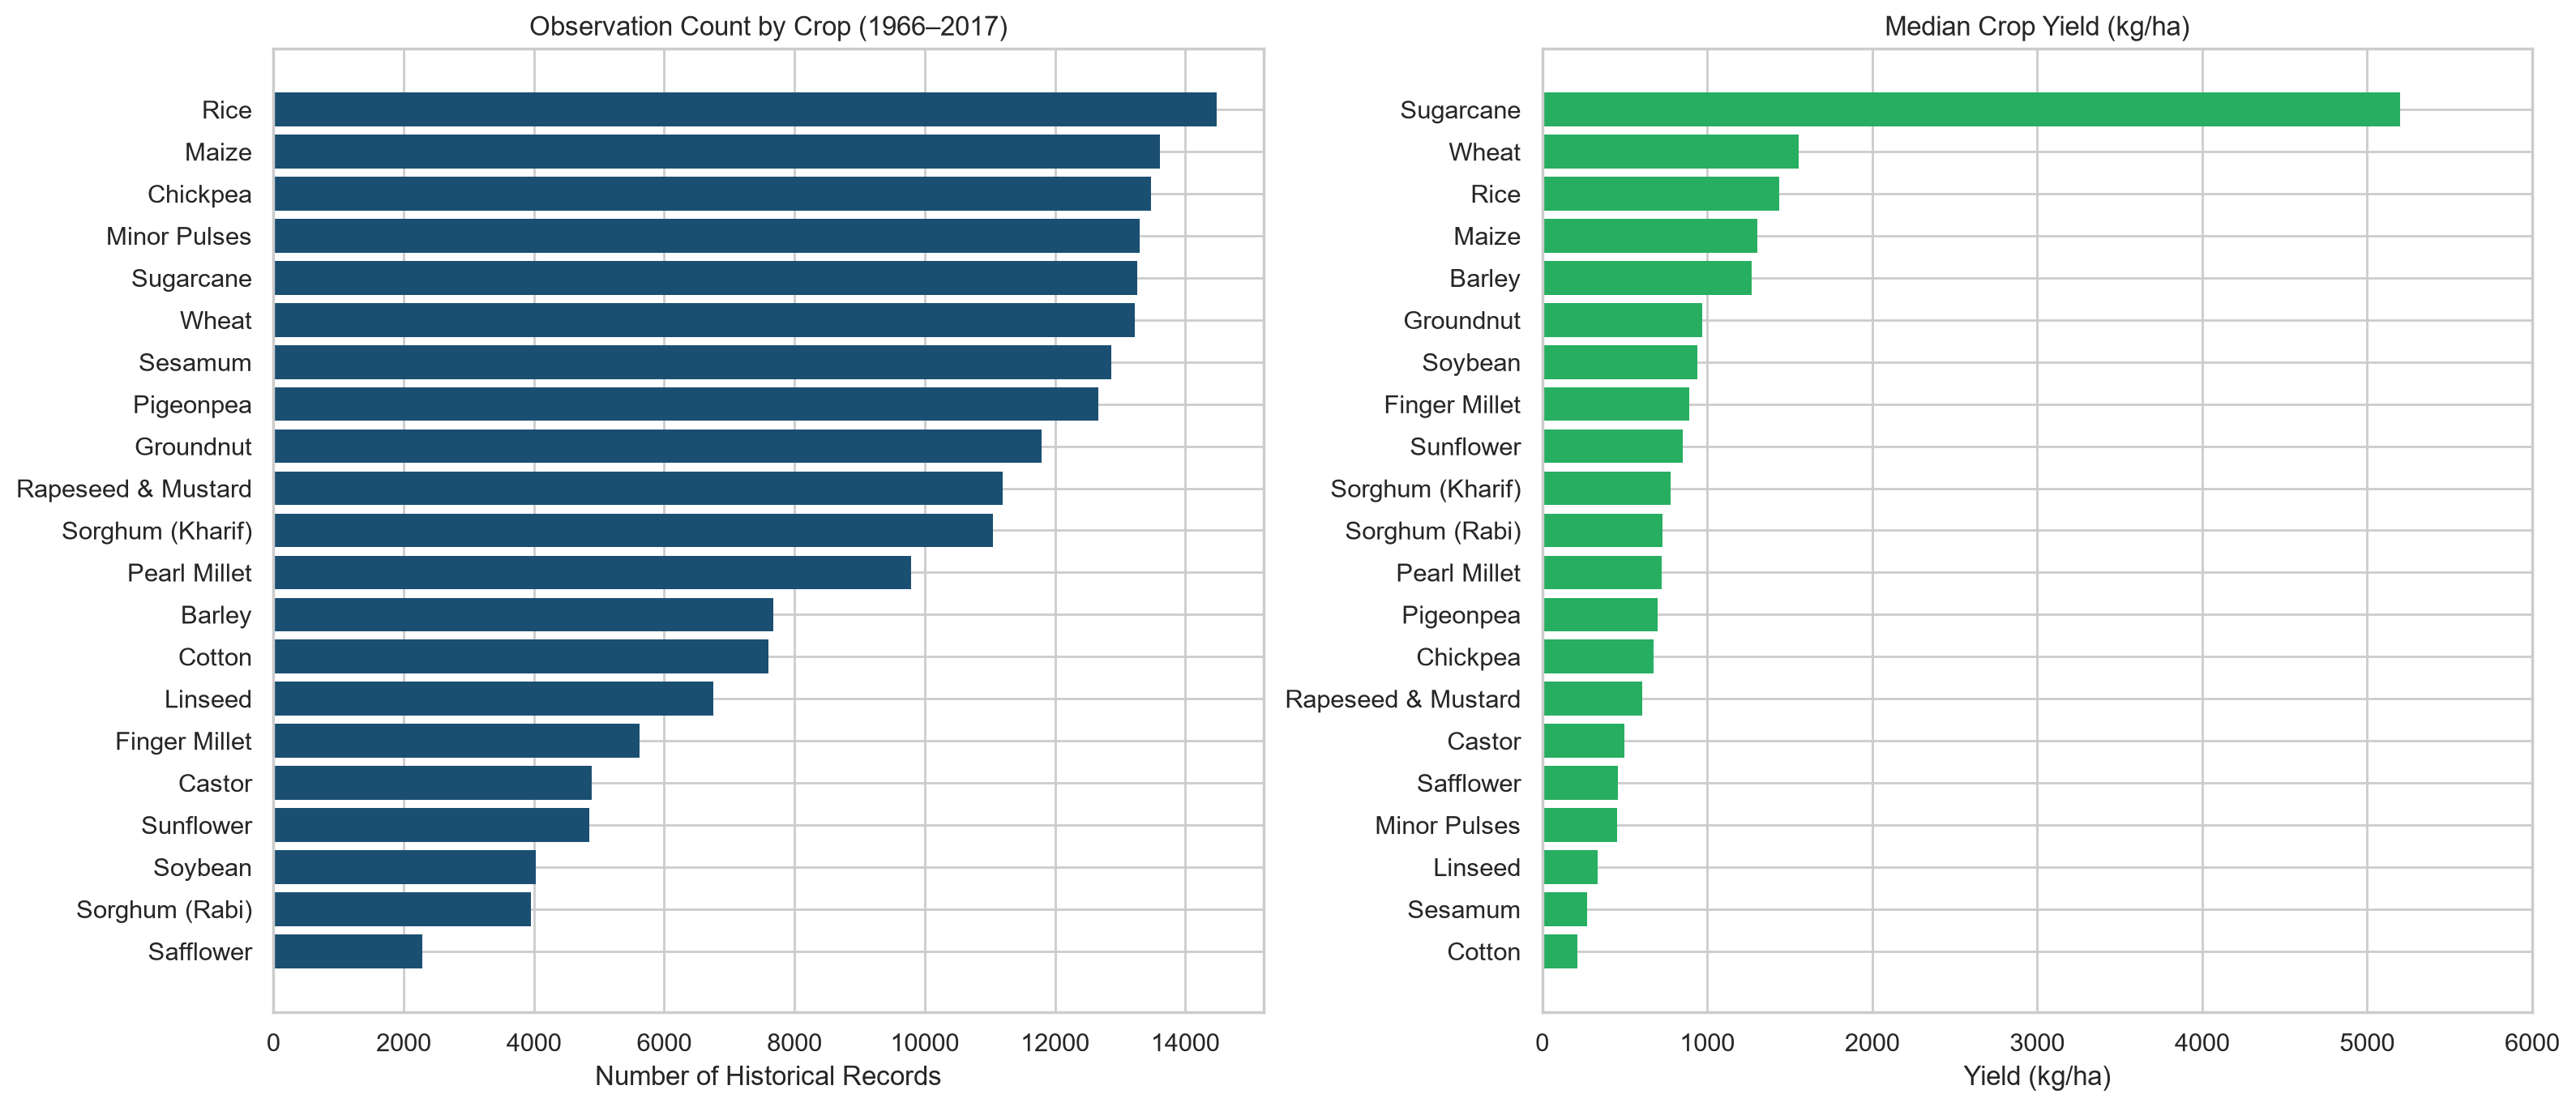 Observation Count by Crop (1966–2017)
Rice
Maize
Chickpea
Minor Pulses
Sugarcane
Wheat
Sesamum
Pigeonpea
Groundnut
Rapeseed & Mustard
Sorghum (Kharif)
Pearl Millet
Barley
Cotton
Linseed
Finger Millet
Castor
Sunflower
Soybean
Sorghum (Rabi)
Safflower
0 2000 4000 6000 8000 10000 12000 14000
Number of Historical Records
Median Crop Yield (kg/ha)
Sugarcane
Wheat
Rice
Maize
Barley
Groundnut
Soybean
Finger Millet
Sunflower
Sorghum (Kharif)
Sorghum (Rabi)
Pearl Millet
Pigeonpea
Chickpea
Rapeseed & Mustard
Castor
Safflower
Minor Pulses
Linseed
Sesamum
Cotton
0 1000 2000 3000 4000 5000 6000
Yield (kg/ha)